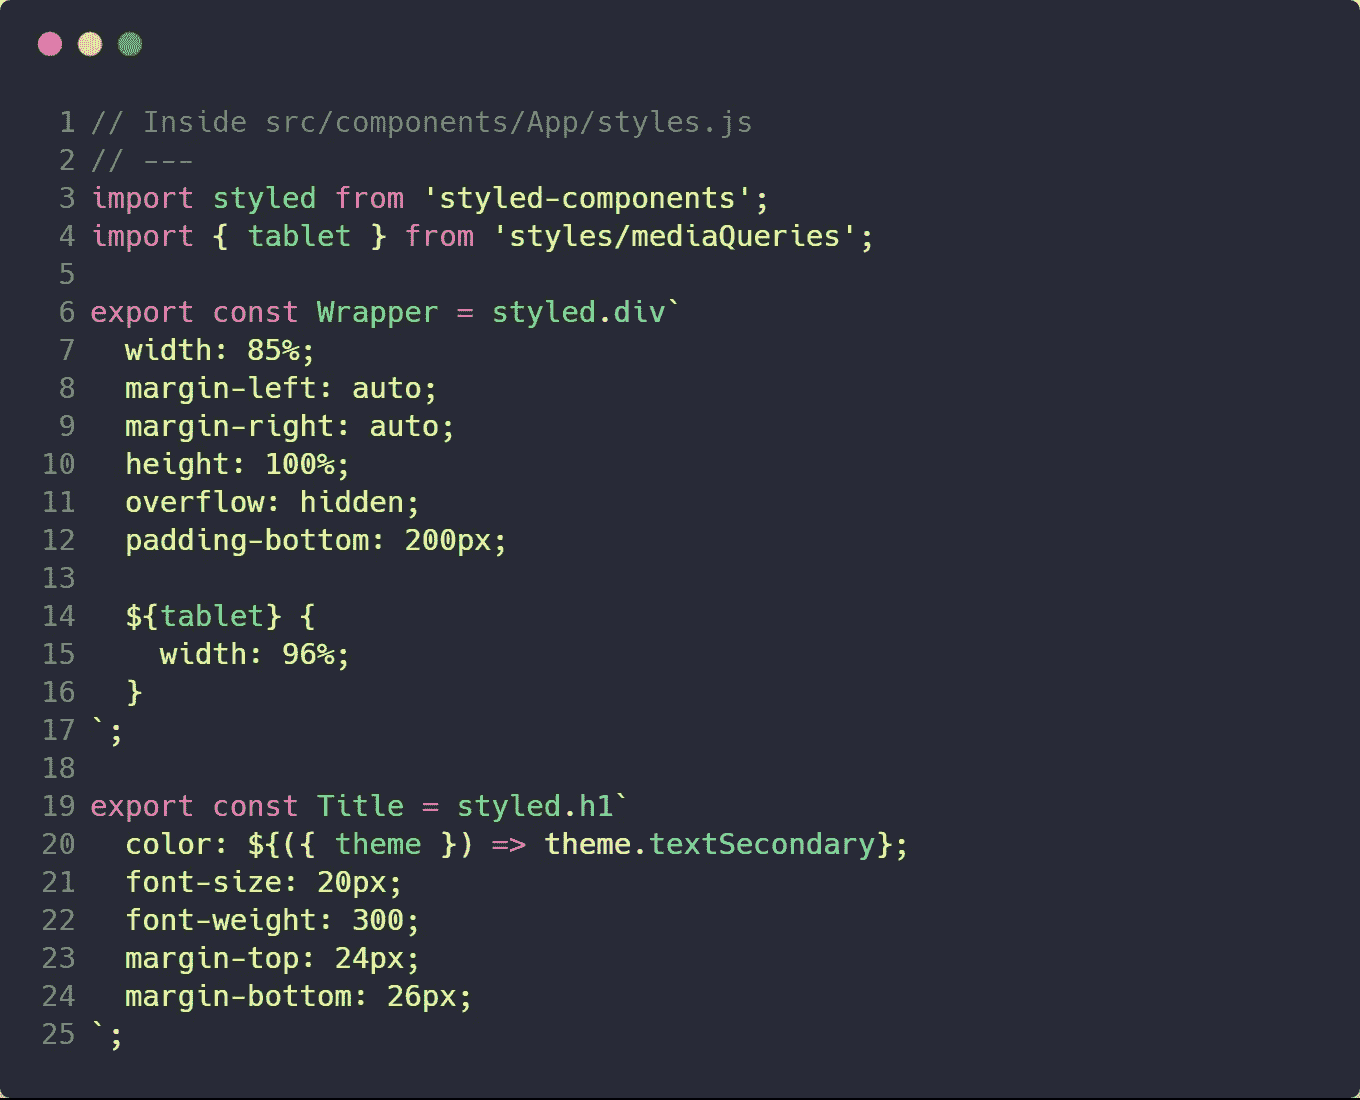 1 // Inside src/components/App/styles.js
2 // ---
3 import styled from 'styled-components';
4 import { tablet } from 'styles/mediaQueries';
5
6 export const Wrapper = styled.div`
7   width: 85%;
8   margin-left: auto;
9   margin-right: auto;
10   height: 100%;
11   overflow: hidden;
12   padding-bottom: 200px;
13
14   ${tablet} {
15     width: 96%;
16   }
17 `;
18
19 export const Title = styled.h1`
20   color: ${({ theme }) => theme.textSecondary};
21   font-size: 20px;
22   font-weight: 300;
23   margin-top: 24px;
24   margin-bottom: 26px;
25 `;